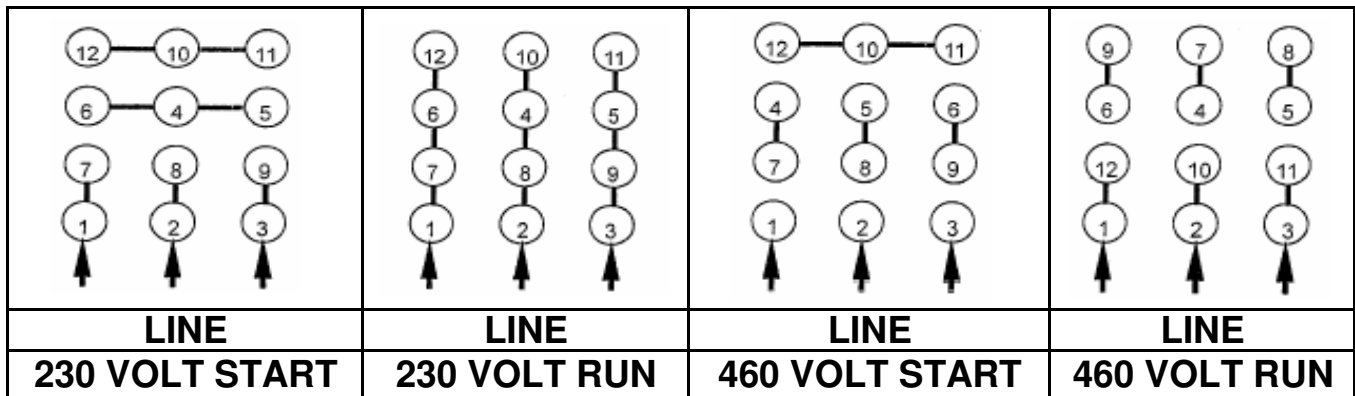 12 10 11
6 4 5
7 8 9
1 2 3
LINE
230 VOLT START
12 10 11
6 4 5
7 8 9
1 2 3
LINE
230 VOLT RUN
12 10 11
4 5 6
7 8 9
1 2 3
LINE
460 VOLT START
9 7 8
6 4 5
12 10 11
1 2 3
LINE
460 VOLT RUN